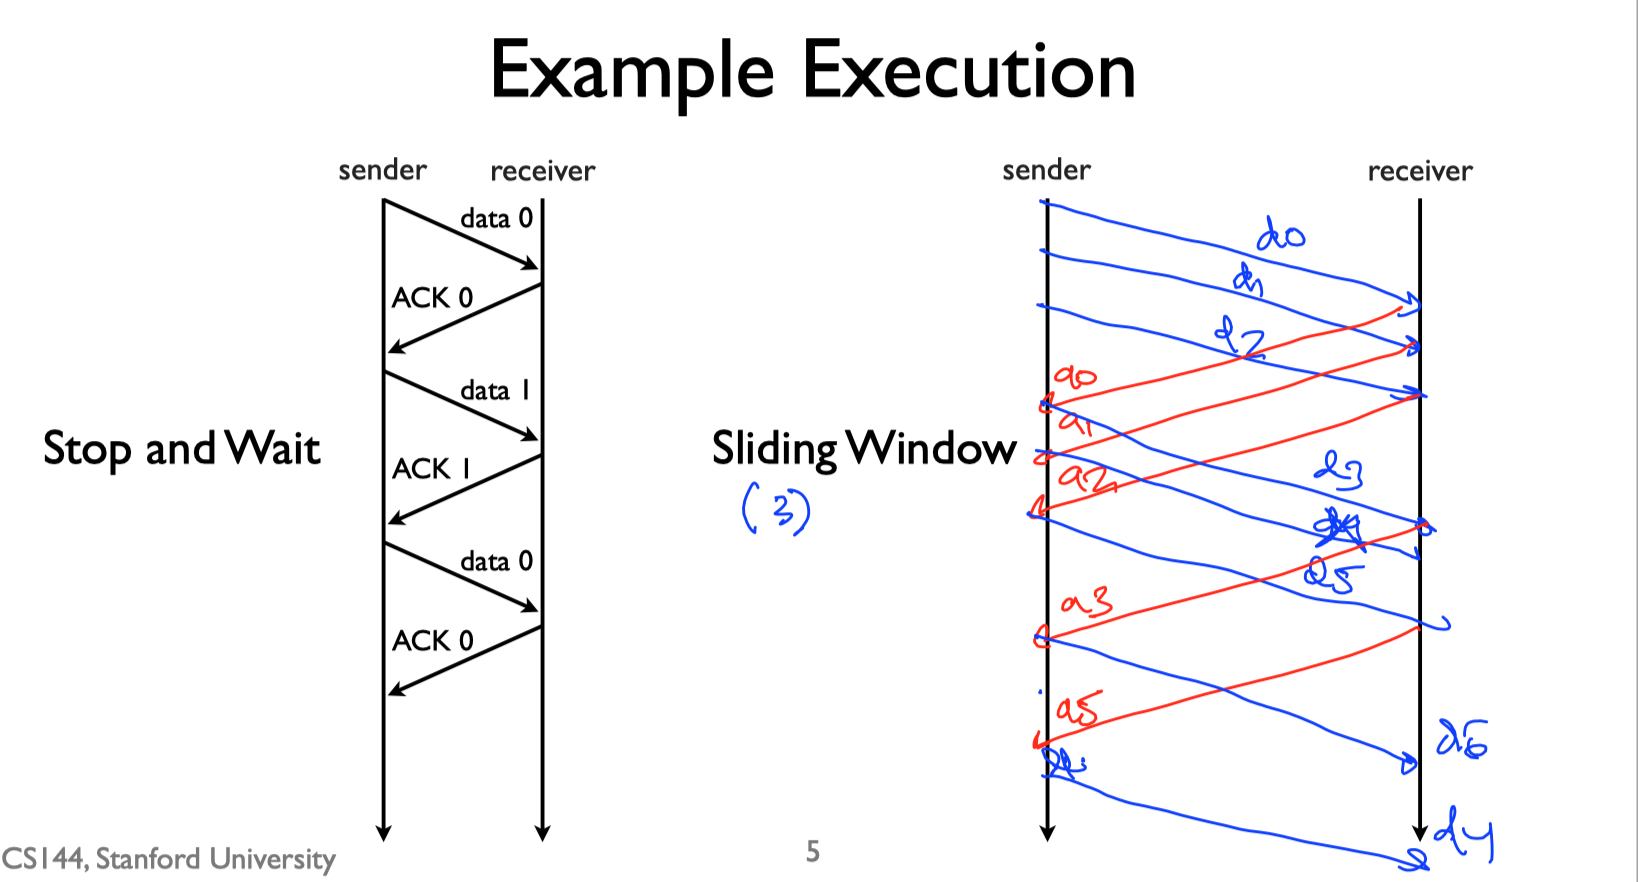 Example Execution
sender
receiver
data 0
ACK 0
data 1
ACK 1
data 0
ACK 0
Stop and Wait
sender
receiver
d0
d1
d2
a0
a1
a2
d3
d5
a3
a5
d6
d4
Sliding Window
(3)
CS144, Stanford University
5